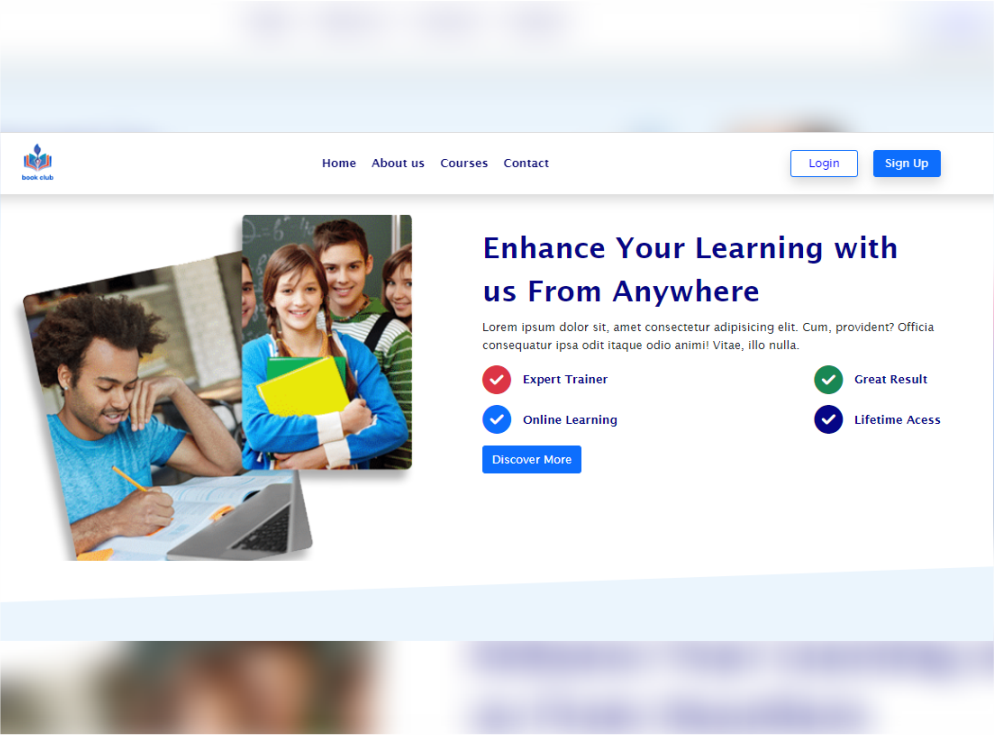 book club
Home About us Courses Contact
Login
Sign Up
Enhance Your Learning with
us From Anywhere
Lorem ipsum dolor sit, amet consectetur adipisicing elit. Cum, provident? Officia
consequatur ipsa odit itaque odio animi! Vitae, illo nulla.
Expert Trainer
Great Result
Online Learning
Lifetime Acess
Discover More